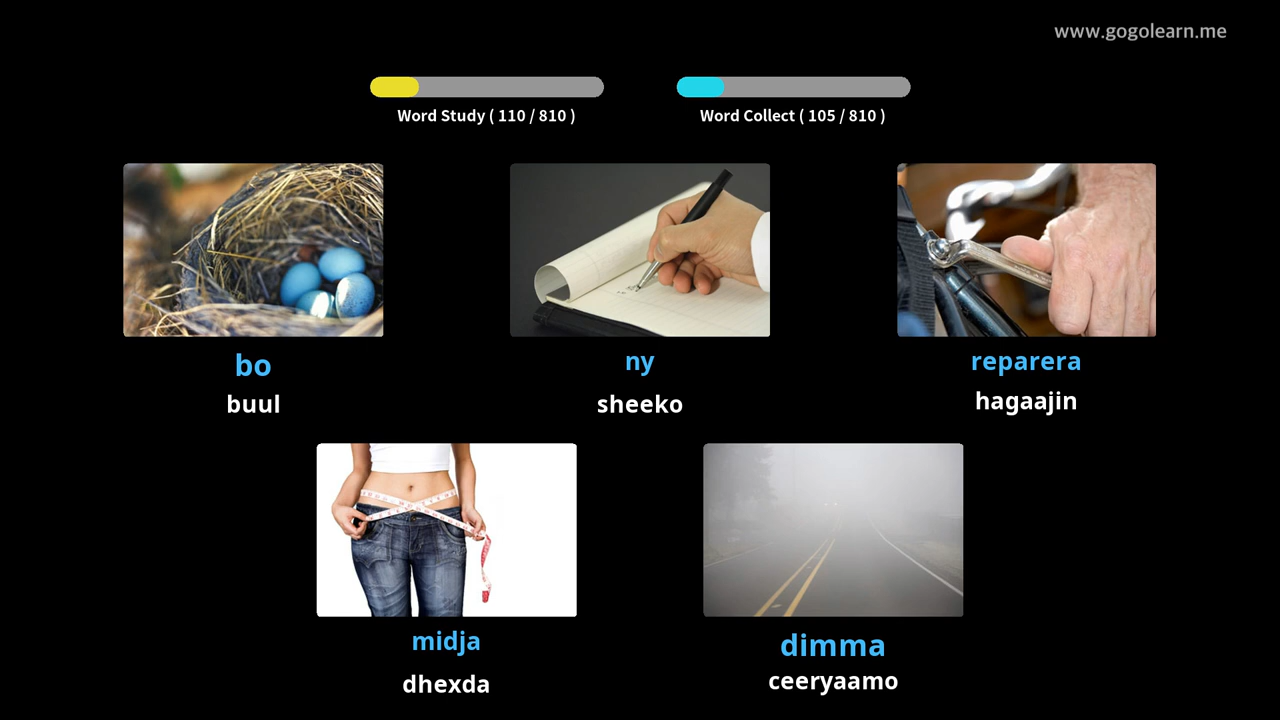 www.gogolearn.me
Word Study ( 110 / 810 )
Word Collect ( 105 / 810 )
bo
buul
ny
sheeko
reparera
hagaajin
midja
dhexda
dimma
ceeryaamo